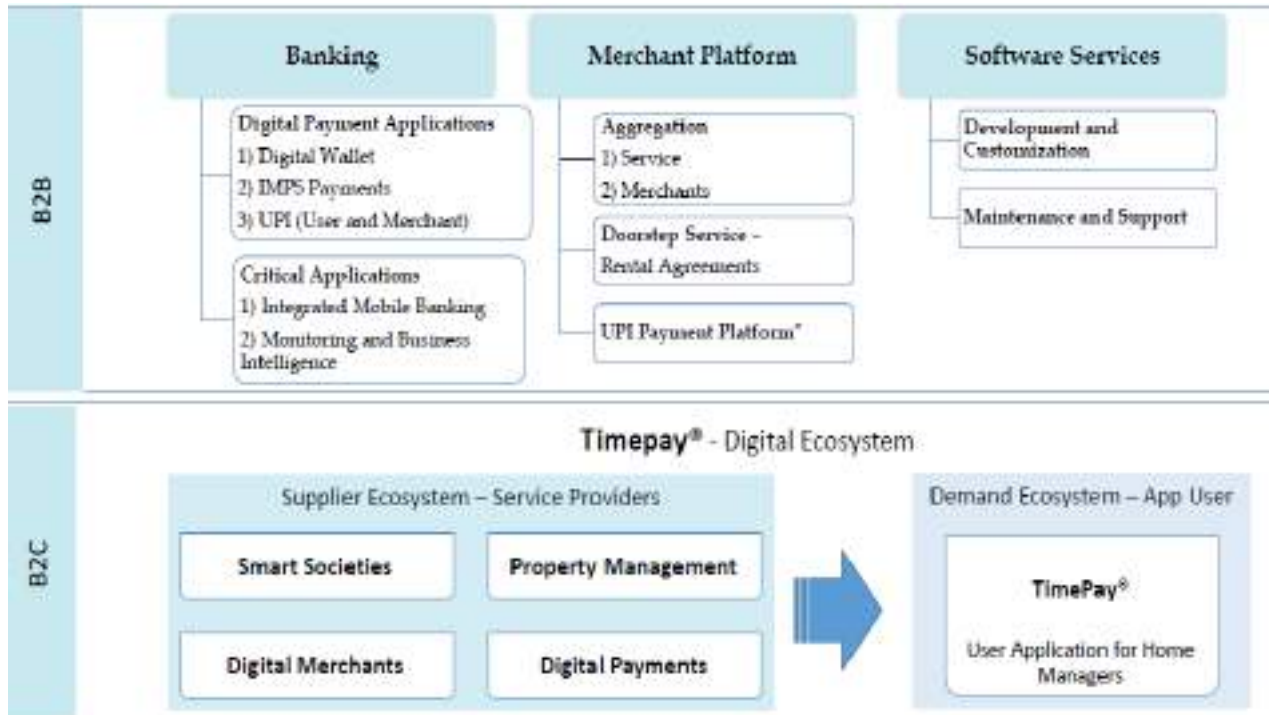 B2B
Banking
Digital Payment Applications
1) Digital Wallet
2) IMPS Payments
3) UPI (User and Merchant)
Critical Applications
1) Integrated Mobile Banking
2) Monitoring and Business
Intelligence
Merchant Platform
Aggregation
1) Service
2) Merchants
Doorstep Service –
Rental Agreements
UPI Payment Platform*
Software Services
Development and
Customization
Maintenance and Support
B2C
Timepay® - Digital Ecosystem
Supplier Ecosystem – Service Providers
Smart Societies
Property Management
Digital Merchants
Digital Payments
Demand Ecosystem – App User
TimePay®
User Application for Home
Managers